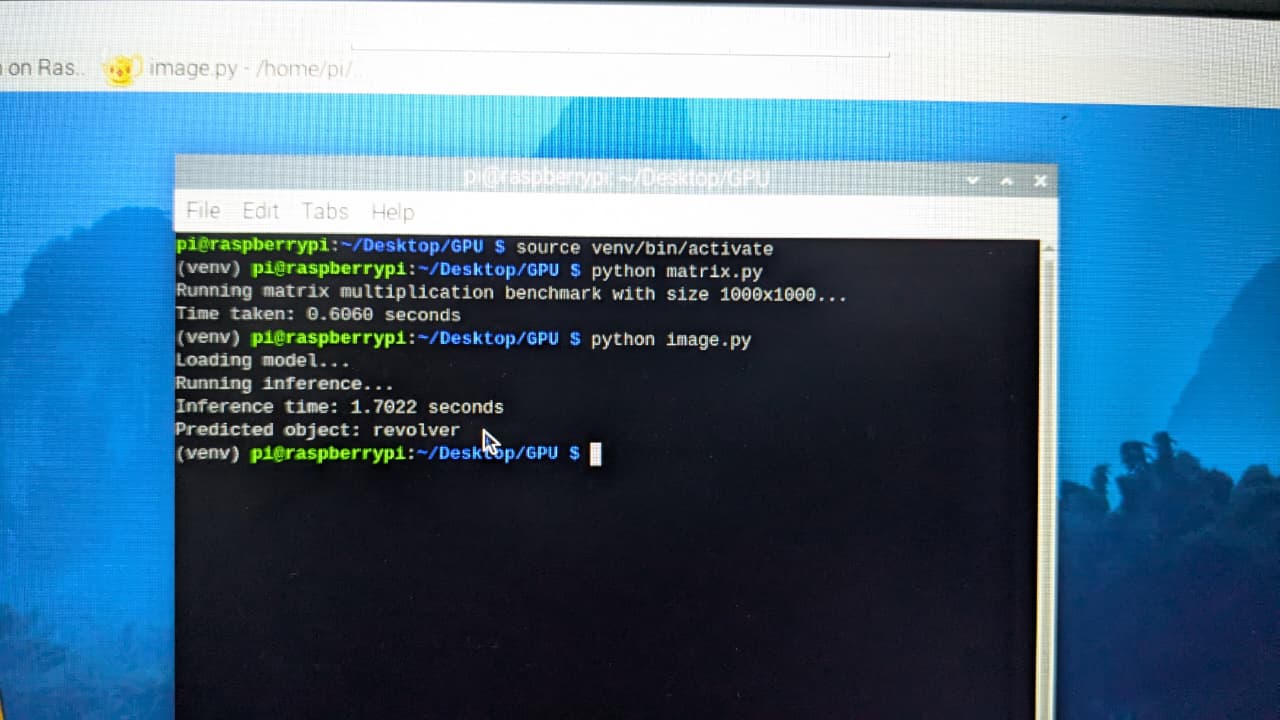 on Ras..
image.py - /home/pi/...
pi@raspberrypi: ~/Desktop/GPU
File Edit Tabs Help
pi@raspberrypi:~/Desktop/GPU $ source venv/bin/activate
(venv) pi@raspberrypi:~/Desktop/GPU $ python matrix.py
Running matrix multiplication benchmark with size 1000x1000...
Time taken: 0.6060 seconds
(venv) pi@raspberrypi:~/Desktop/GPU $ python image.py
Loading model...
Running inference...
Inference time: 1.7022 seconds
Predicted object: revolver
(venv) pi@raspberrypi:~/Desktop/GPU $